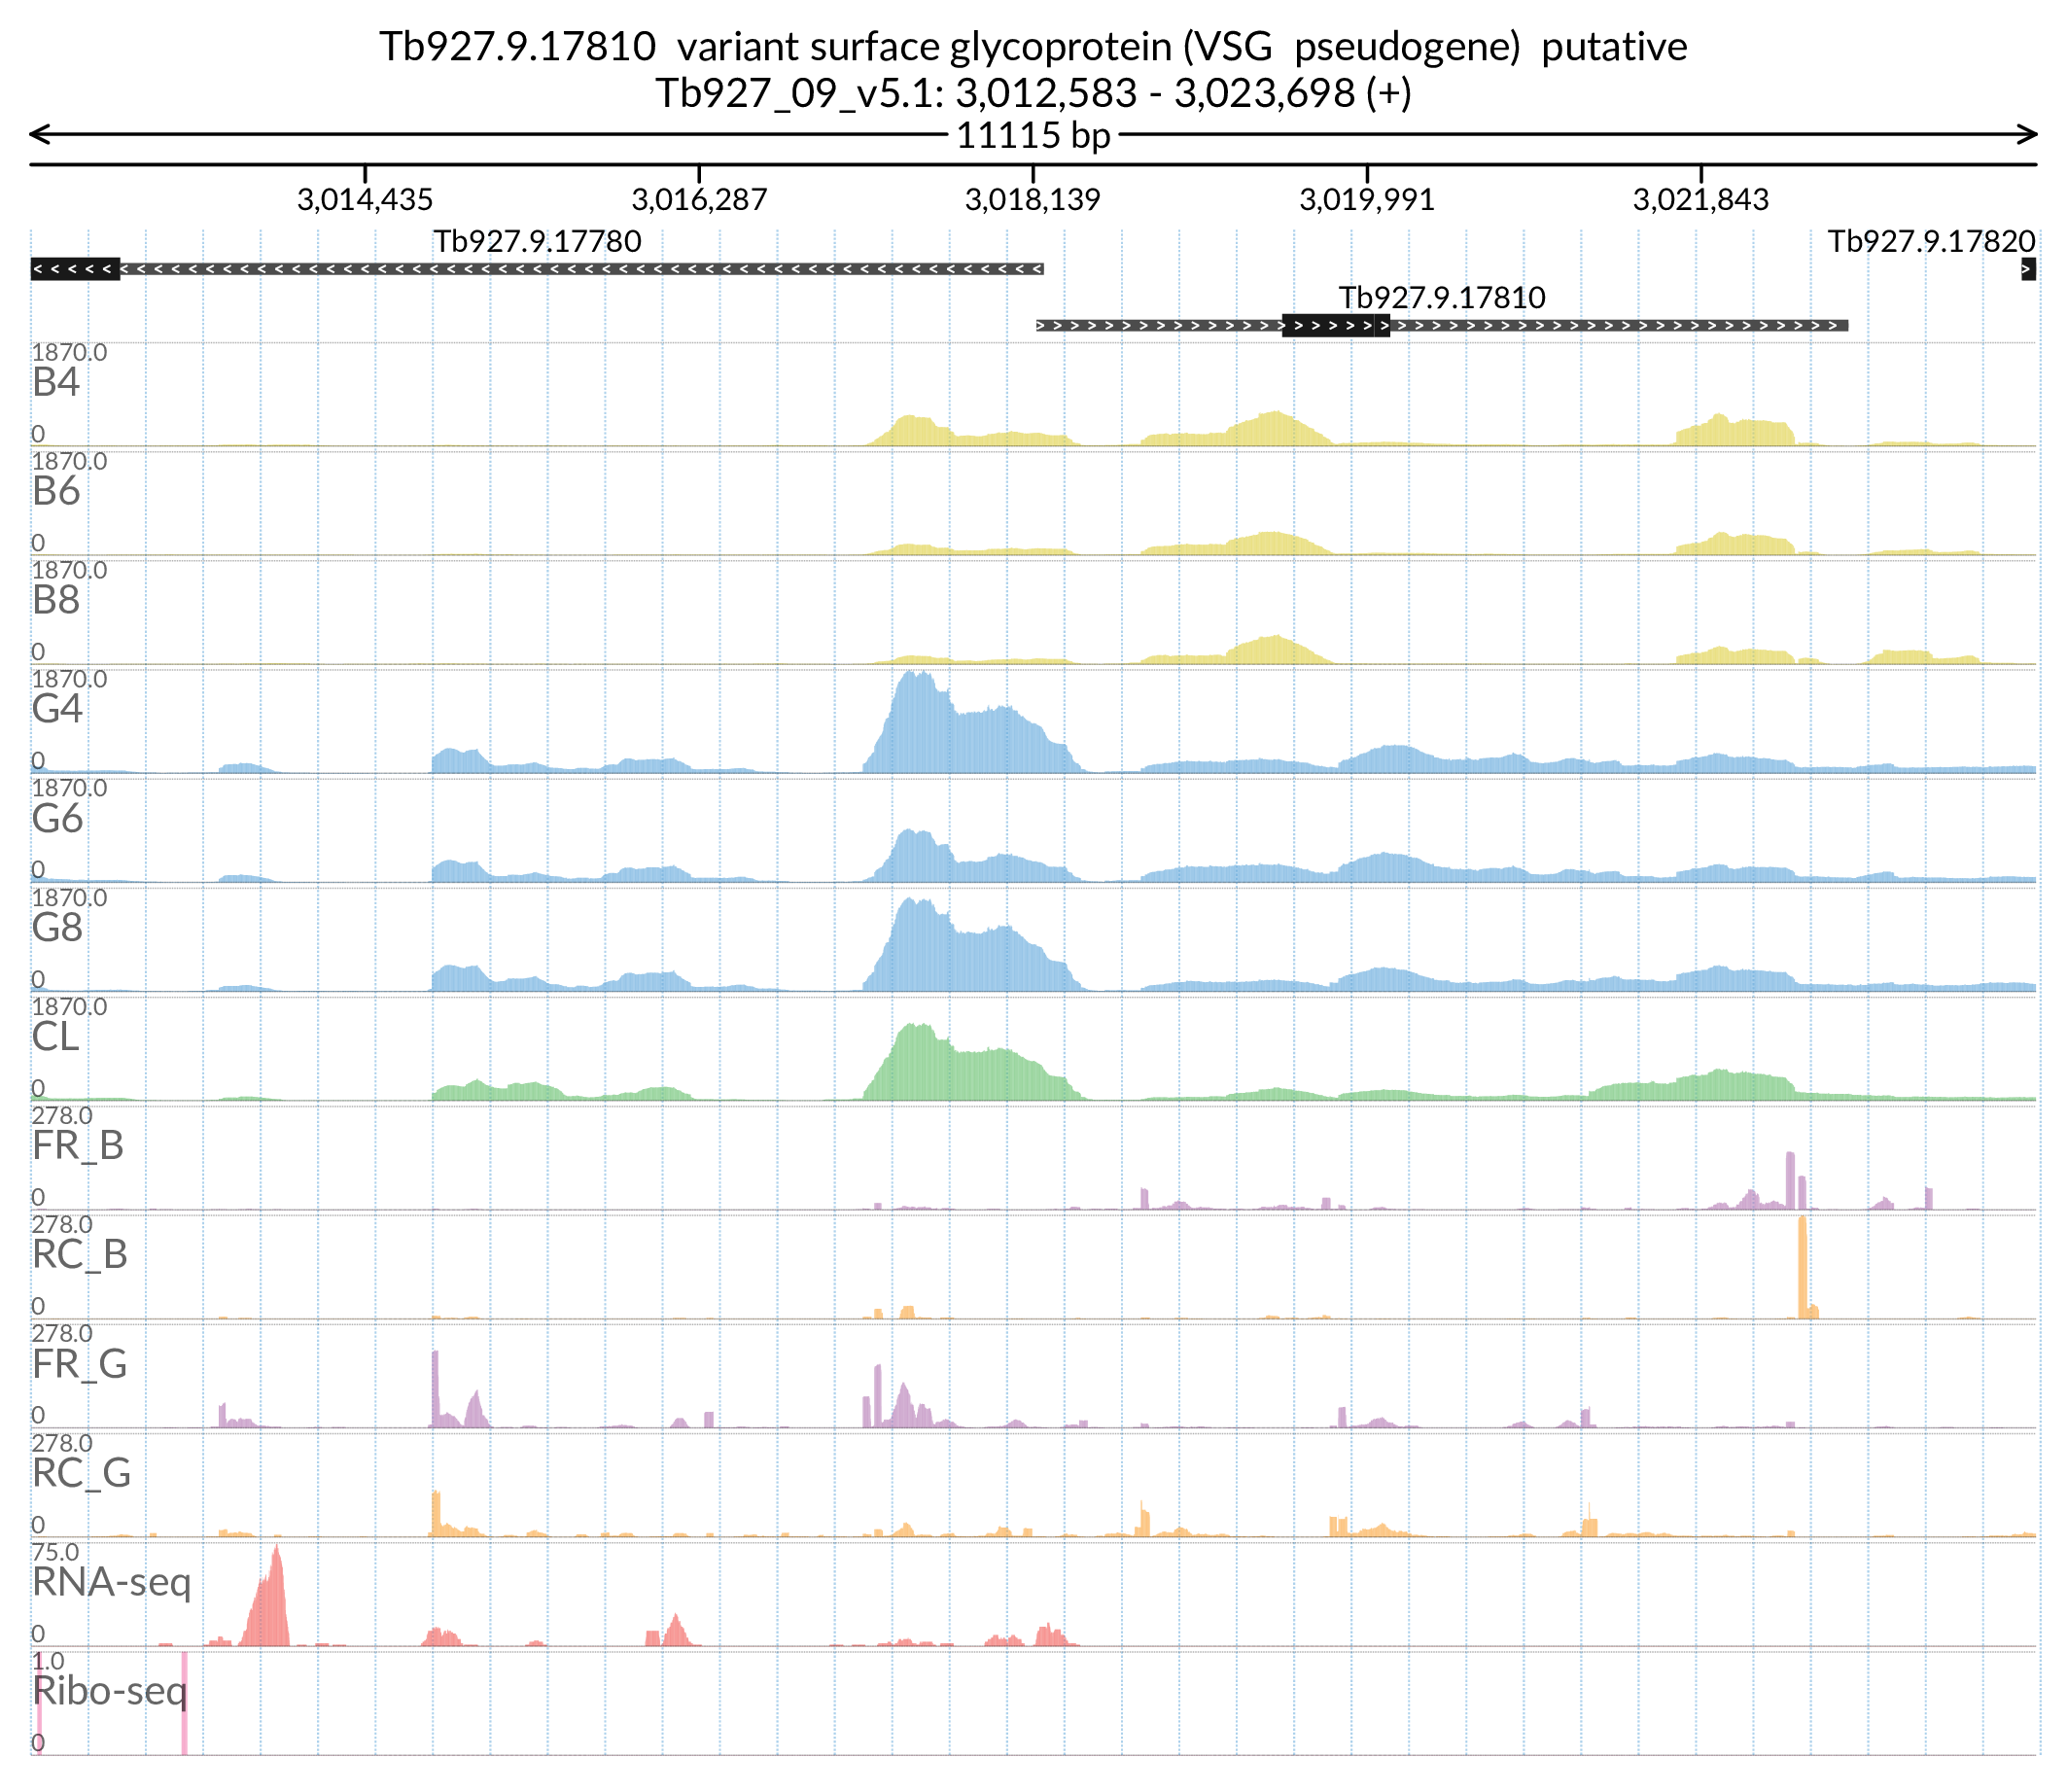 Tb927.9.17810 variant surface glycoprotein (VSG pseudogene) putative
Tb927_09_v5.1: 3,012,583 - 3,023,698 (+)
11115 bp
3,014,435 3,016,287 3,018,139 3,019,991 3,021,843
Tb927.9.17780 Tb927.9.17820
Tb927.9.17810
1870.0
B4
0
1870.0
B6
0
1870.0
B8
0
1870.0
G4
0
1870.0
G6
0
1870.0
G8
0
1870.0
CL
0
278.0
FR_B
0
278.0
RC_B
0
278.0
FR_G
0
278.0
RC_G
0
75.0
RNA-seq
0
1.0
Ribo-seq
0